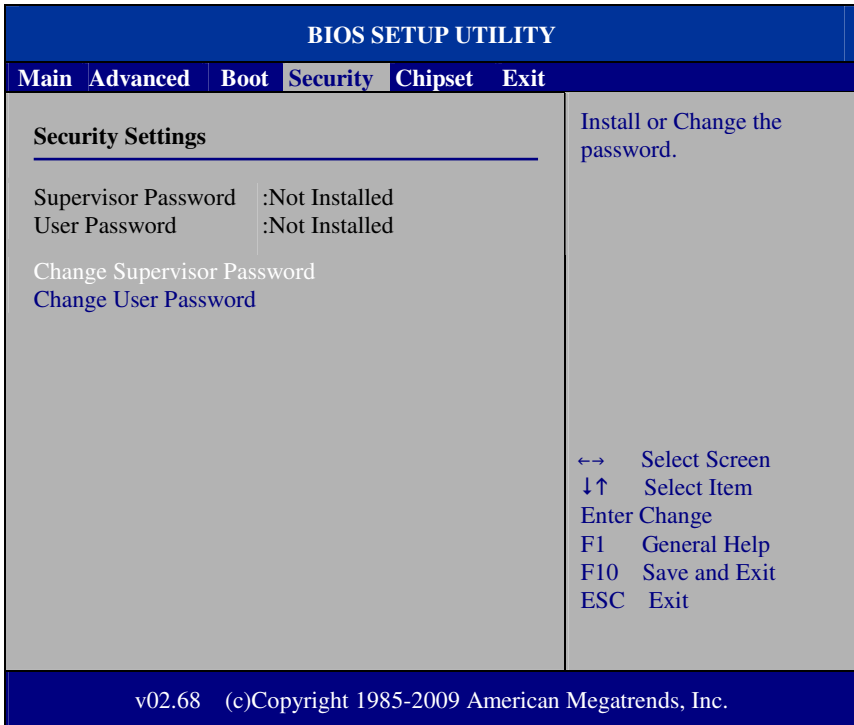 BIOS SETUP UTILITY
Main Advanced Boot Security Chipset Exit
Security Settings
Supervisor Password :Not Installed
User Password :Not Installed
Change Supervisor Password
Change User Password
Install or Change the
password.
←→ Select Screen
↓↑ Select Item
Enter Change
F1 General Help
F10 Save and Exit
ESC Exit
v02.68 (c)Copyright 1985-2009 American Megatrends, Inc.